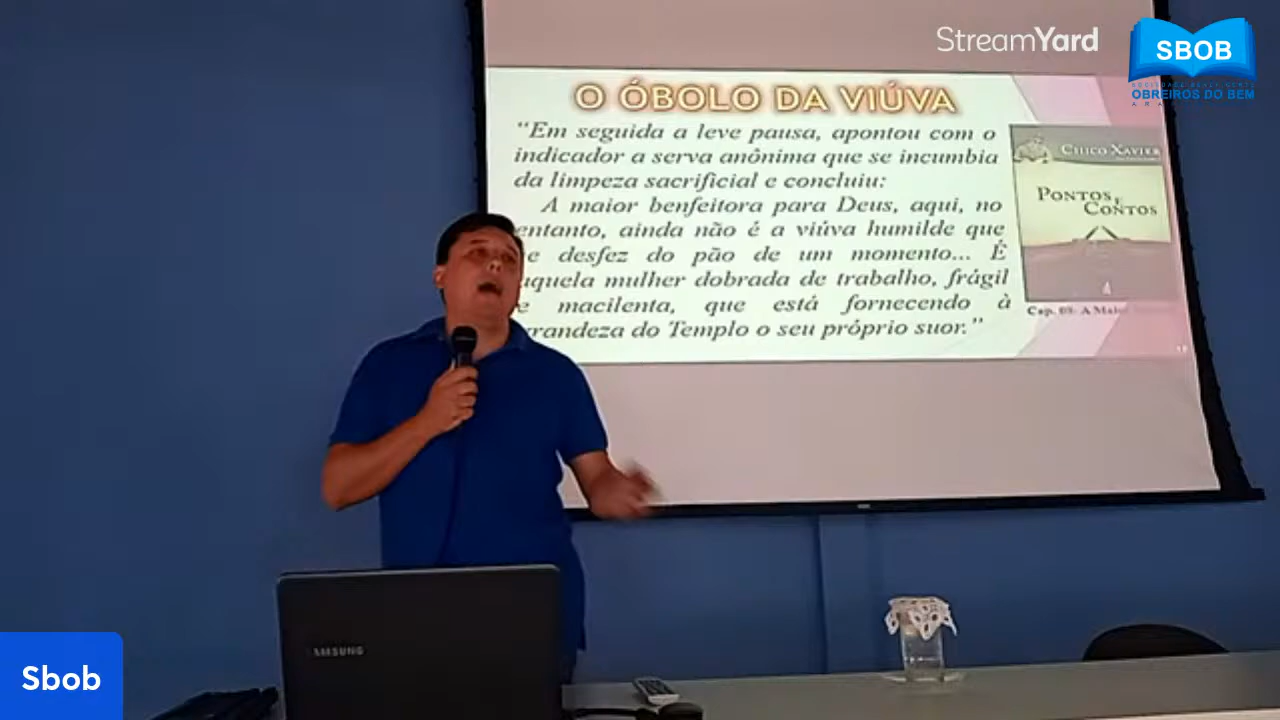 StreamYard
SBOB
OBREIROS DO BEM
O ÓBOLO DA VIÚVA
"Em seguida a leve pausa, apontou com o
indicador a serva anônima que se incumbia
da limpeza sacrificial e concluiu:
A maior benfeitora para Deus, aqui, no
entanto, ainda não é a viúva humilde que
e desfez do pão de um momento... É
aquela mulher dobrada de trabalho, frágil
e macilenta, que está fornecendo à
grandeza do Templo o seu próprio suor."
CHICO XAVIER
PONTOS E
CONTOS
Cap. 09: A Maior
SAMSUNG
Sbob